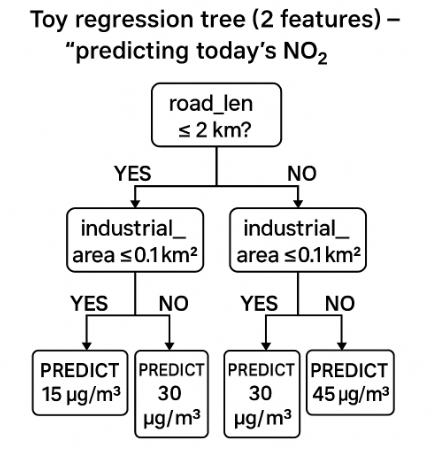 Toy regression tree (2 features) –
“predicting today’s NO₂
road_len
≤ 2 km?
YES
NO
industrial_
area ≤0.1 km²
industrial_
area ≤0.1 km²
YES
NO
YES
NO
PREDICT
15 µg/m³
PREDICT
30
µg/m³
PREDICT
30
µg/m³
PREDICT
45 µg/m³